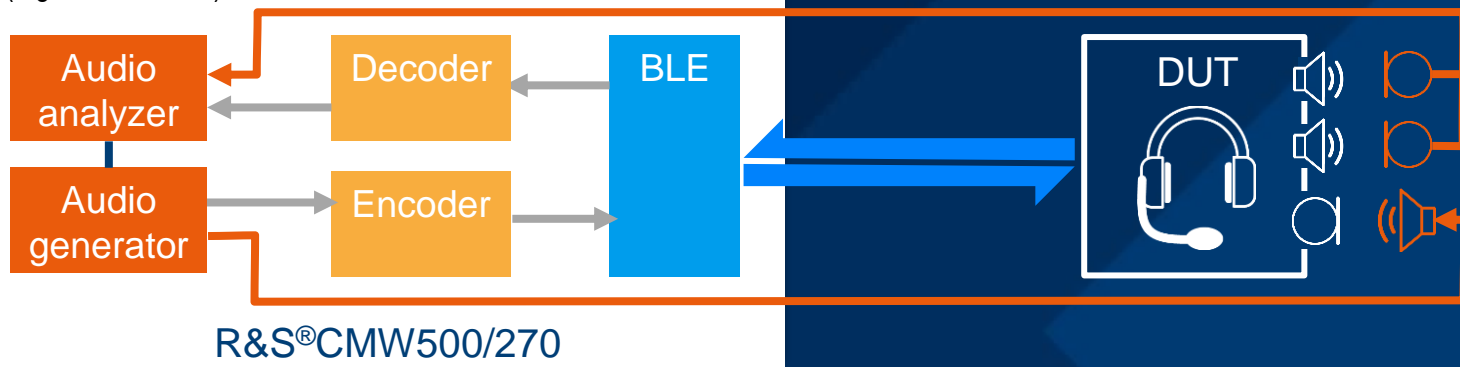 Audio
analyzer
Decoder
BLE
DUT
Audio
generator
Encoder
R&S®CMW500/270